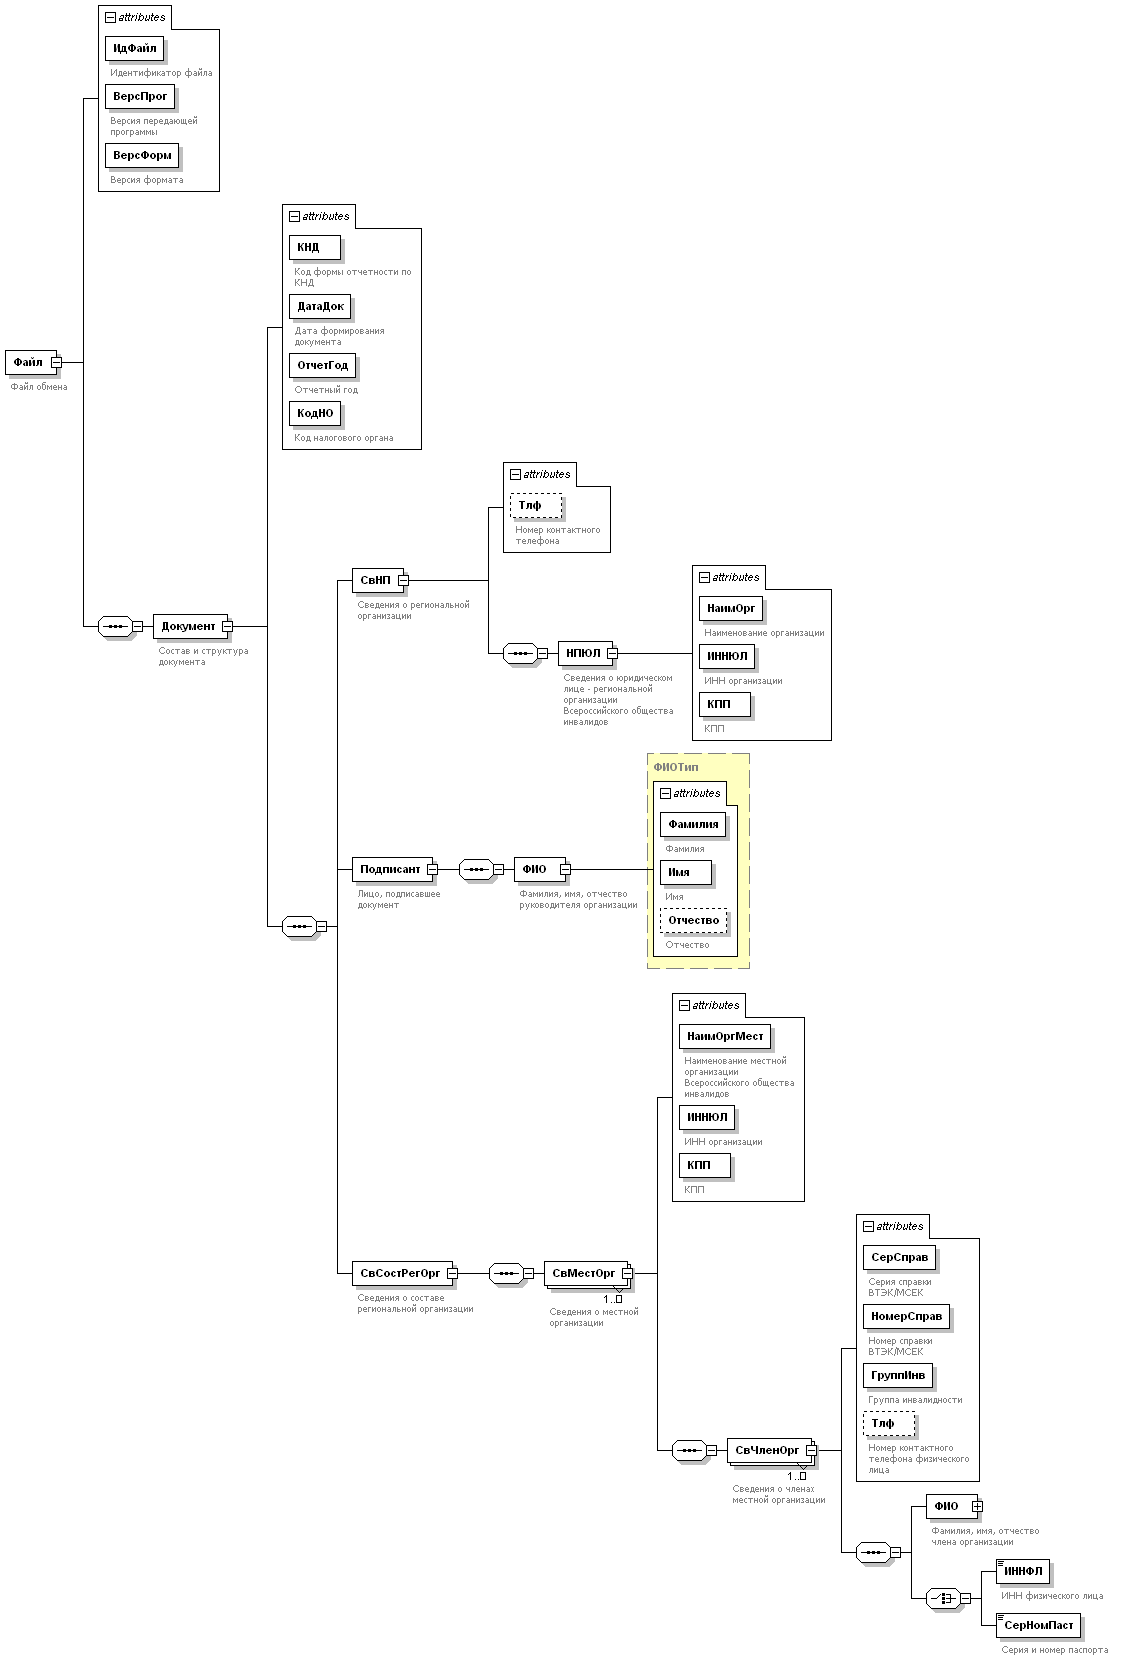 attributes
ИдФайл
Идентификатор файла
ВерсПрог
Версия передающей
программы
ВерсФорм
Версия формата
attributes
КНД
Код формы отчетности по
КНД
ДатаДок
Дата формирования
документа
ОтчетГод
Отчетный год
КодНО
Код налогового органа
Файл
Файл обмена
Документ
Состав и структура
документа
attributes
Тлф
Номер контактного
телефона
СвНП
Сведения о региональной
организации
НПЮЛ
Сведения о юридическом
лице - региональной
организации
Всероссийского общества
инвалидов
attributes
НаимОрг
Наименование организации
ИННЮЛ
ИНН организации
КПП
КПП
ФИОТип
attributes
Фамилия
Фамилия
Имя
Имя
Отчество
Отчество
Подписант
Лицо, подписавшее
документ
ФИО
Фамилия, имя, отчество
руководителя организации
attributes
НаимОргМест
Наименование местной
организации
Всероссийского общества
инвалидов
ИННЮЛ
ИНН организации
КПП
КПП
СвСостРегОрг
Сведения о составе
региональной организации
СвМестОрг
1..
Сведения о местной
организации
attributes
СерСправ
Серия справки
ВТЭК/МСЕК
НомерСправ
Номер справки
ВТЭК/МСЕК
ГруппИнв
Группа инвалидности
Тлф
Номер контактного
телефона физического
лица
СвЧленОрг
1..
Сведения о членах
местной организации
ФИО
Фамилия, имя, отчество
члена организации
ИННФЛ
ИНН физического лица
СерНомПасп
Серия и номер паспорта